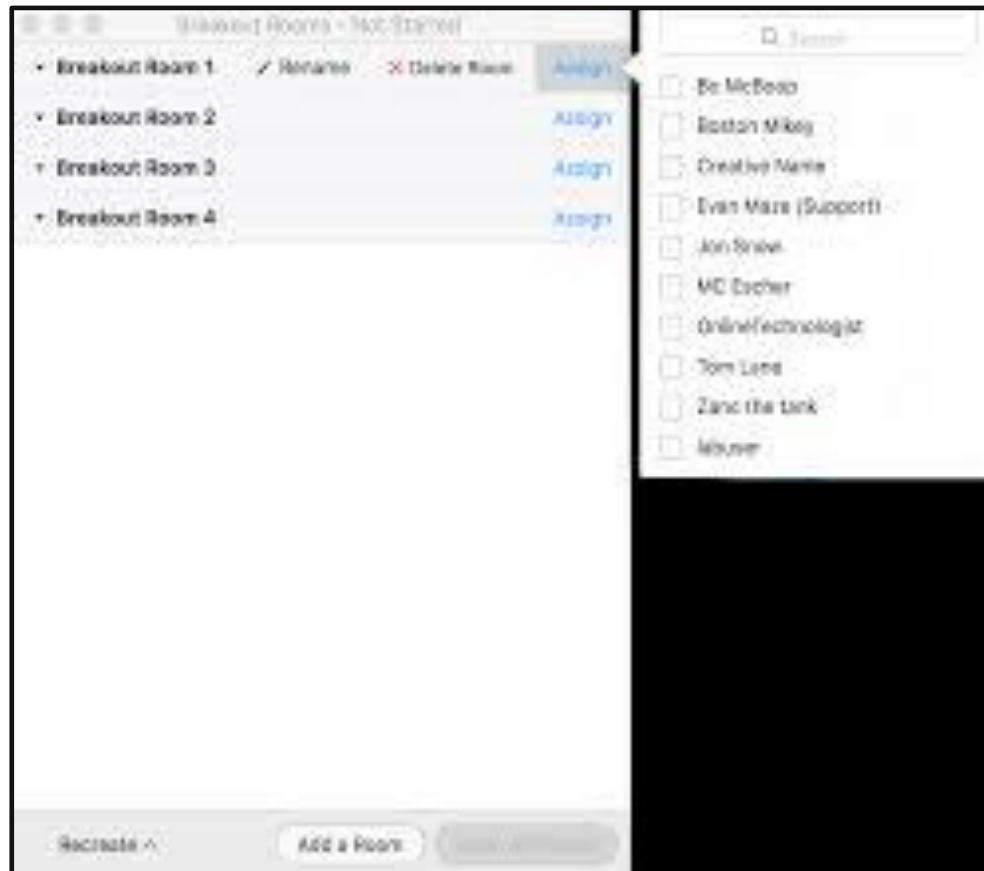 Breakout Rooms - Not Started
Breakout Room 1 Rename × Delete Room Assign
Breakout Room 2 Assign
Breakout Room 3 Assign
Breakout Room 4 Assign
Recreate ^ Add a Room
Search
Bo McBoop
Boston Mikey
Creative Name
Evan Maze (Support)
Jon Snow
MC Escher
OnlineTechnologist
Tom Lane
Zanc the tank
labuser